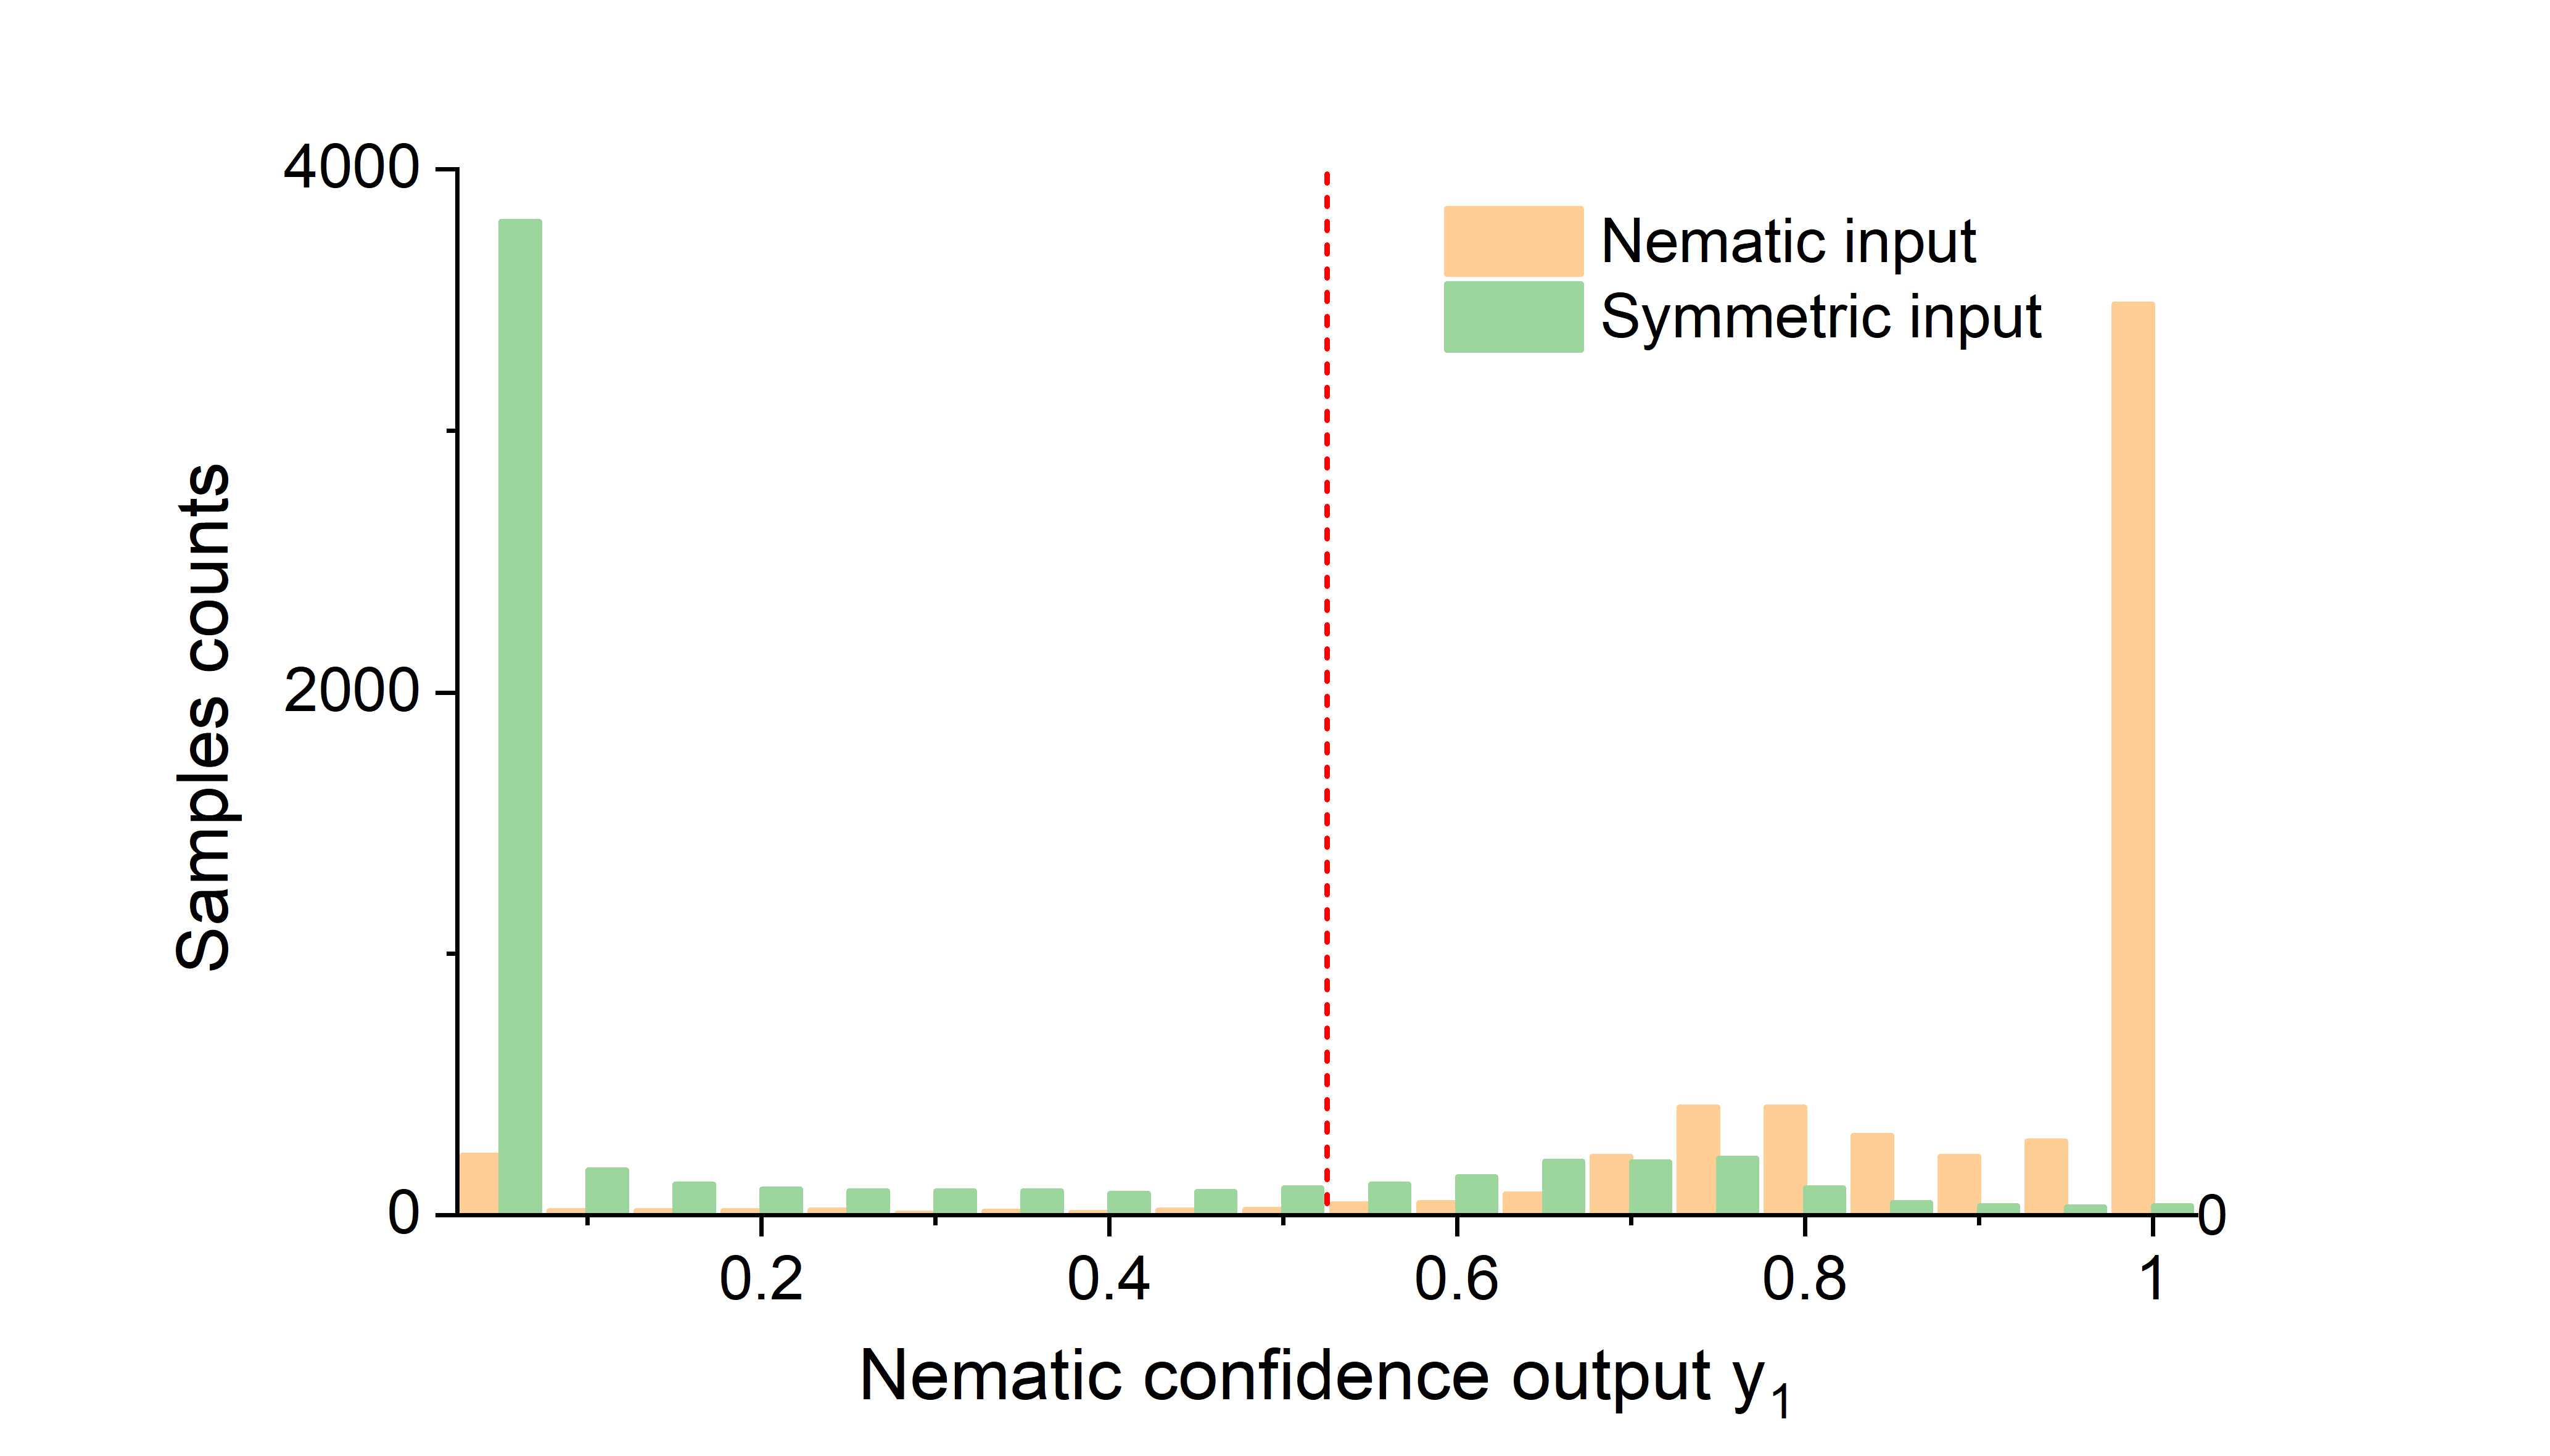 4000
2000
0
Samples counts
Nematic input
Symmetric input
0
0.2 0.4 0.6 0.8 1
Nematic confidence output y1